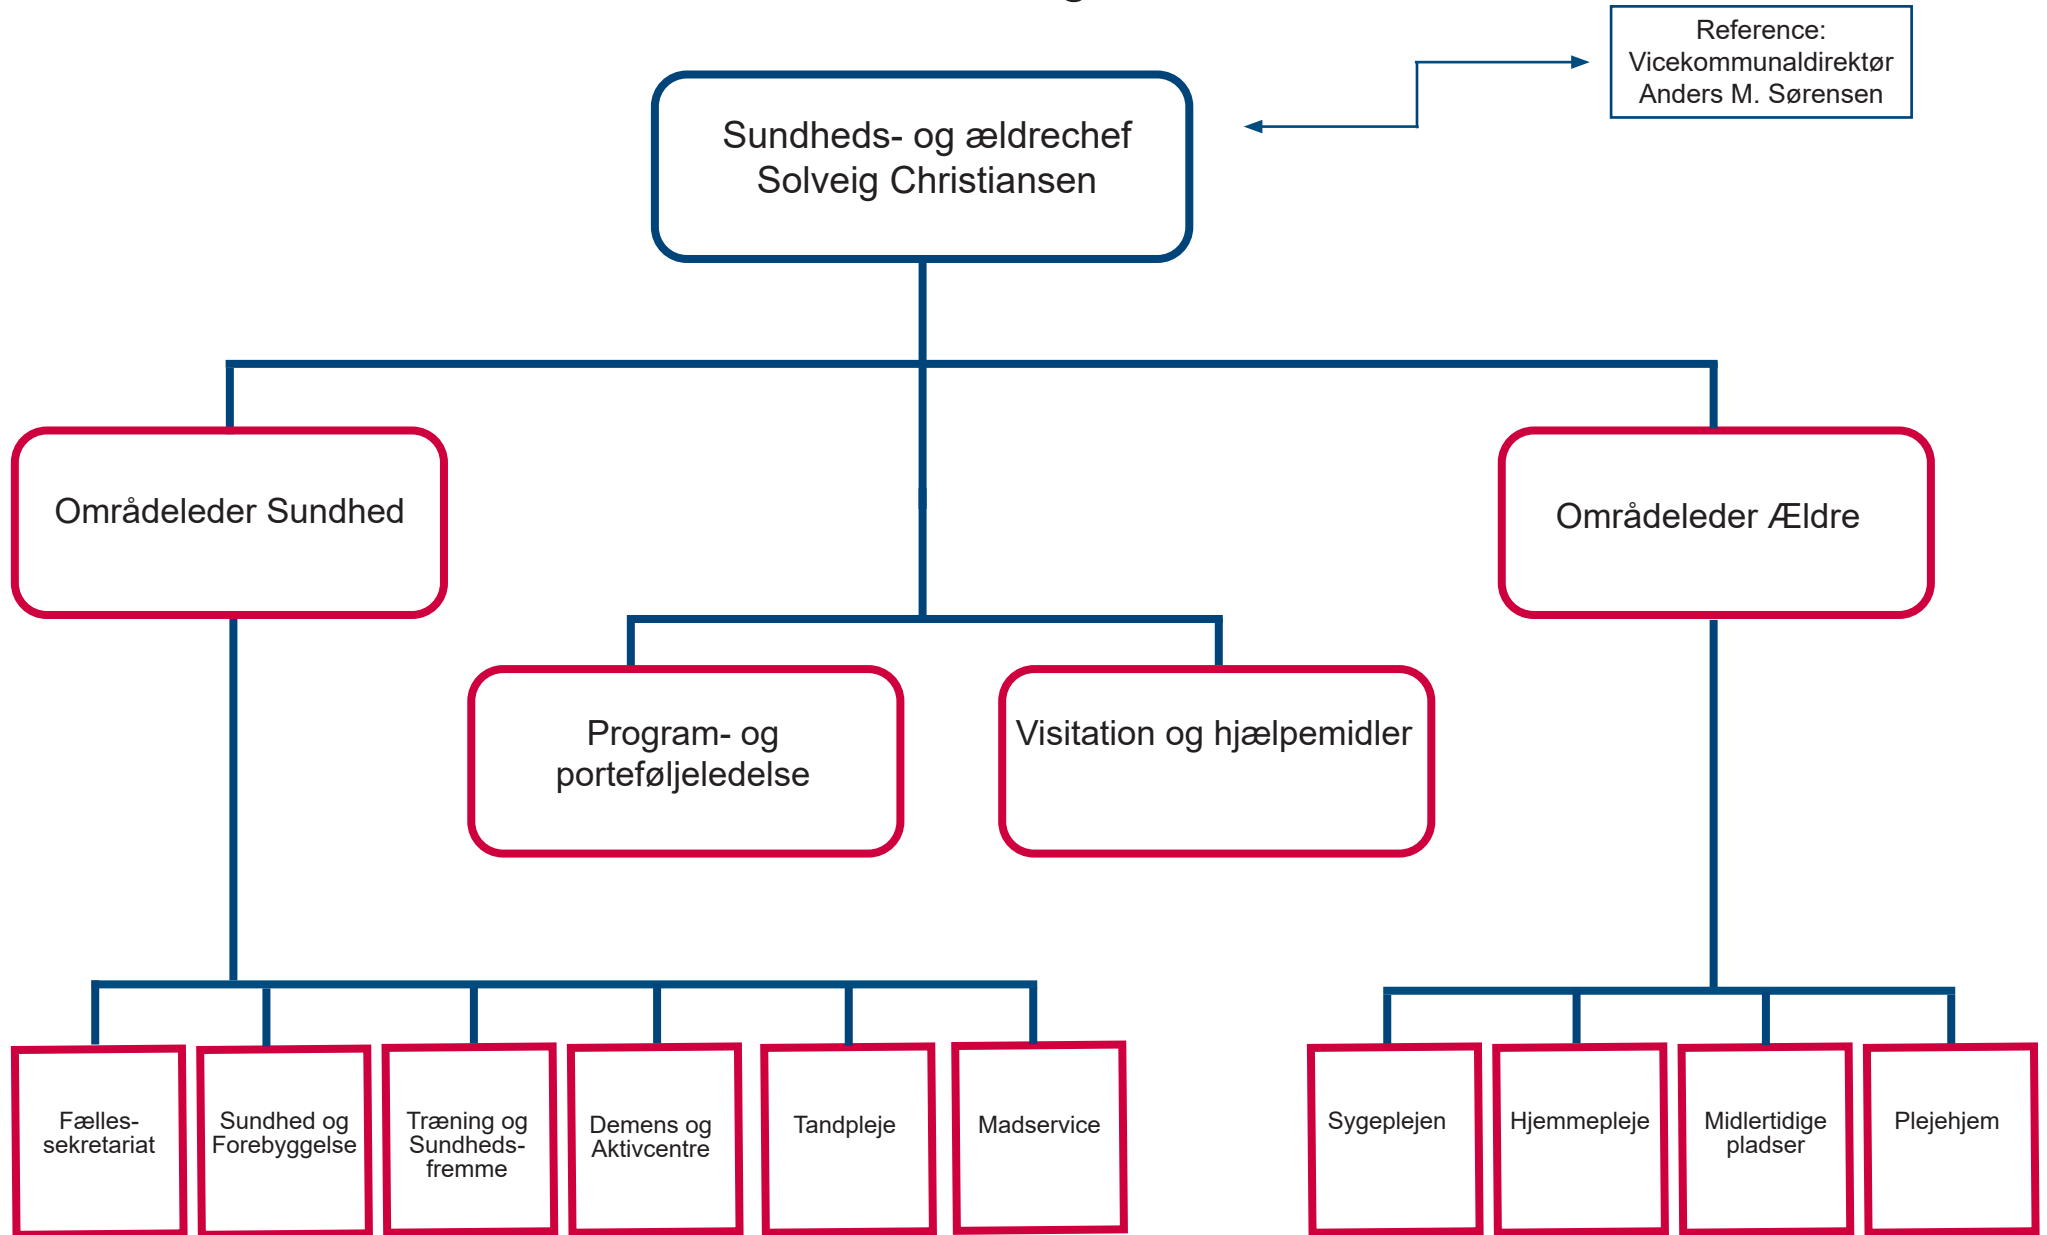 Reference:
Vicekommunaldirektør
Anders M. Sørensen
Sundheds- og ældrechef
Solveig Christiansen
Områdeleder Sundhed
Områdeleder Ældre
Program- og
porteføljeledelse
Visitation og hjælpemidler
Fælles-
sekretariat
Sundhed og
Forebyggelse
Træning og
Sundheds-
fremme
Demens og
Aktivcentre
Tandpleje
Madservice
Sygeplejen
Hjemmepleje
Midlertidige
pladser
Plejehjem